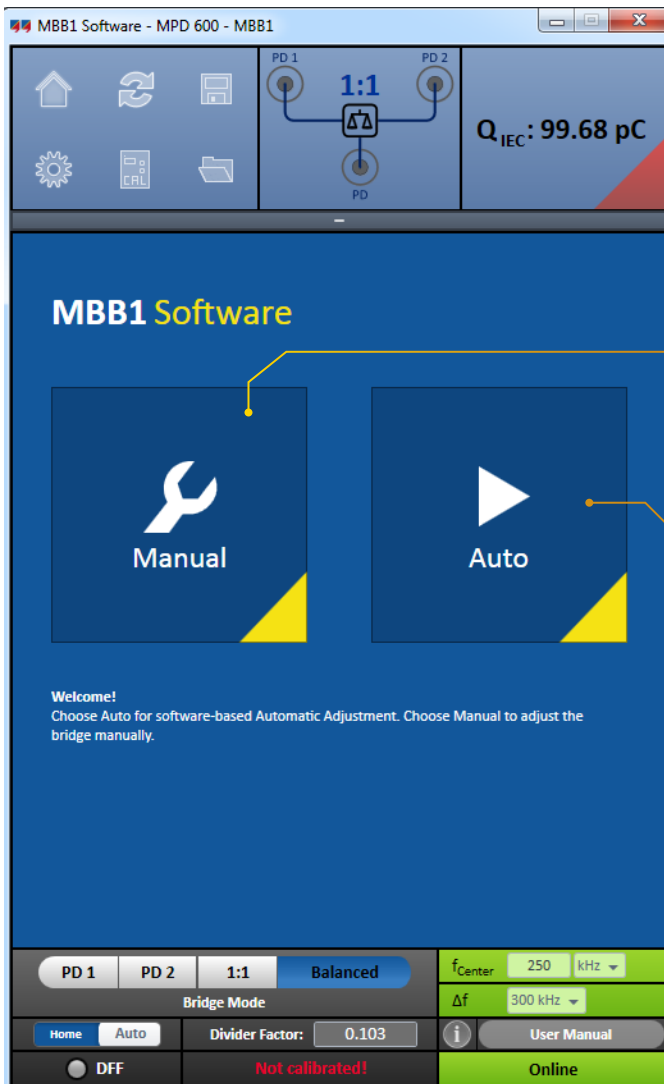 MBB1 Software - MPD 600 - MBB1
PD 1
PD 2
1:1
PD
CAL
Q IEC: 99.68 pC
MBB1 Software
Manual
Auto
Welcome!
Choose Auto for software-based Automatic Adjustment. Choose Manual to adjust the
bridge manually.
PD 1 PD 2 1:1 Balanced
Bridge Mode
fCenter 250 kHz
Δf 300 kHz
Home Auto
Divider Factor: 0.103
i User Manual
DFF
Not calibrated!
Online